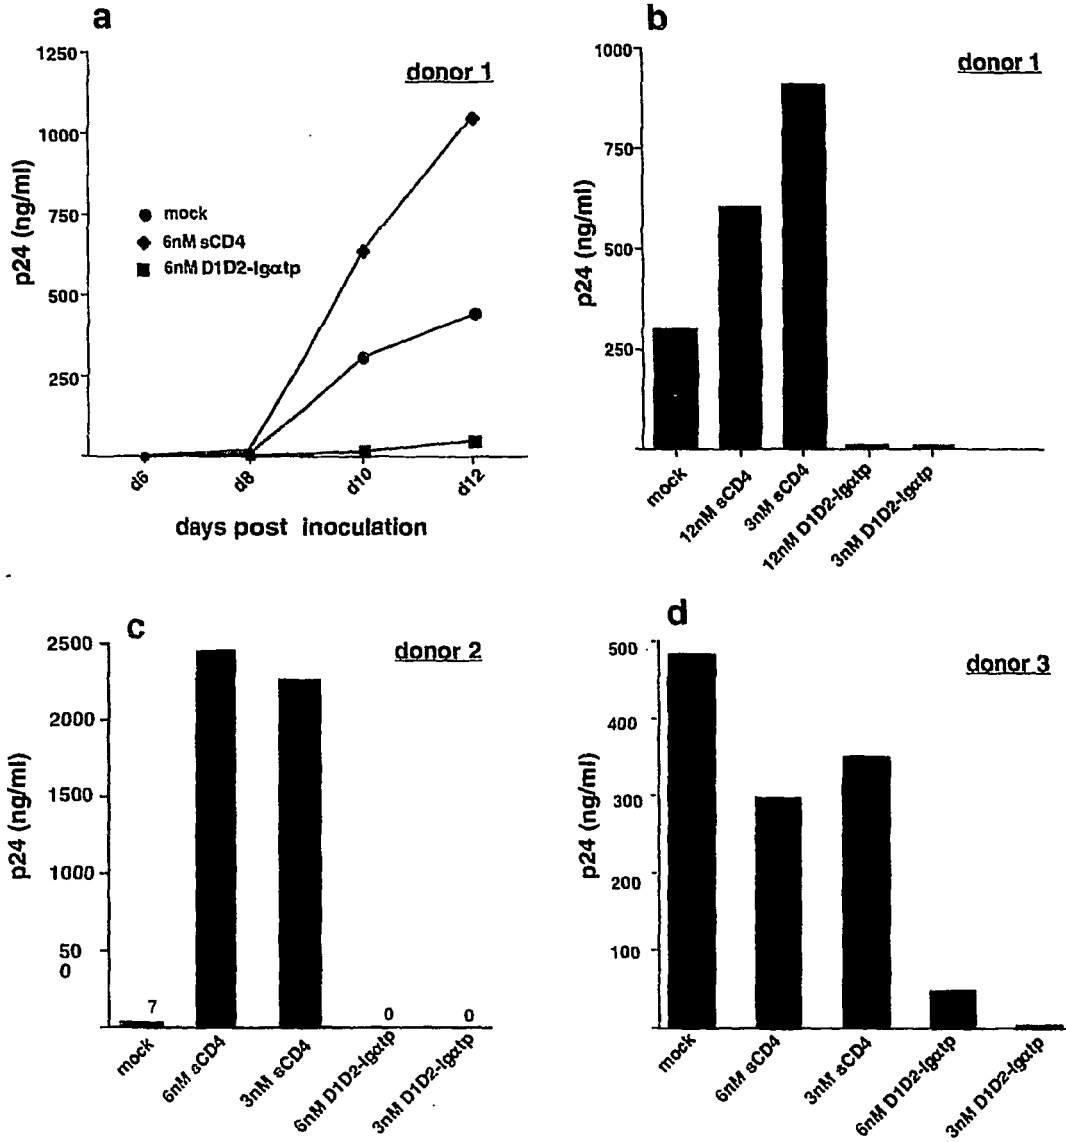 a
donor 1
1250
1000
750
500
250
p24 (ng/ml)
mock
6nM sCD4
6nM D1D2-Igαtp
d6
d8
d10
d12
days post inoculation
b
donor 1
1000
750
500
250
p24 (ng/ml)
mock
12nM sCD4
3nM sCD4
12nM D1D2-Igαtp
3nM D1D2-Igαtp
c
donor 2
2500
2000
1500
1000
50
0
p24 (ng/ml)
7
0
0
mock
6nM sCD4
3nM sCD4
6nM D1D2-Igαtp
3nM D1D2-Igαtp
d
donor 3
500
400
300
200
100
p24 (ng/ml)
mock
6nM sCD4
3nM sCD4
6nM D1D2-Igαtp
3nM D1D2-Igαtp